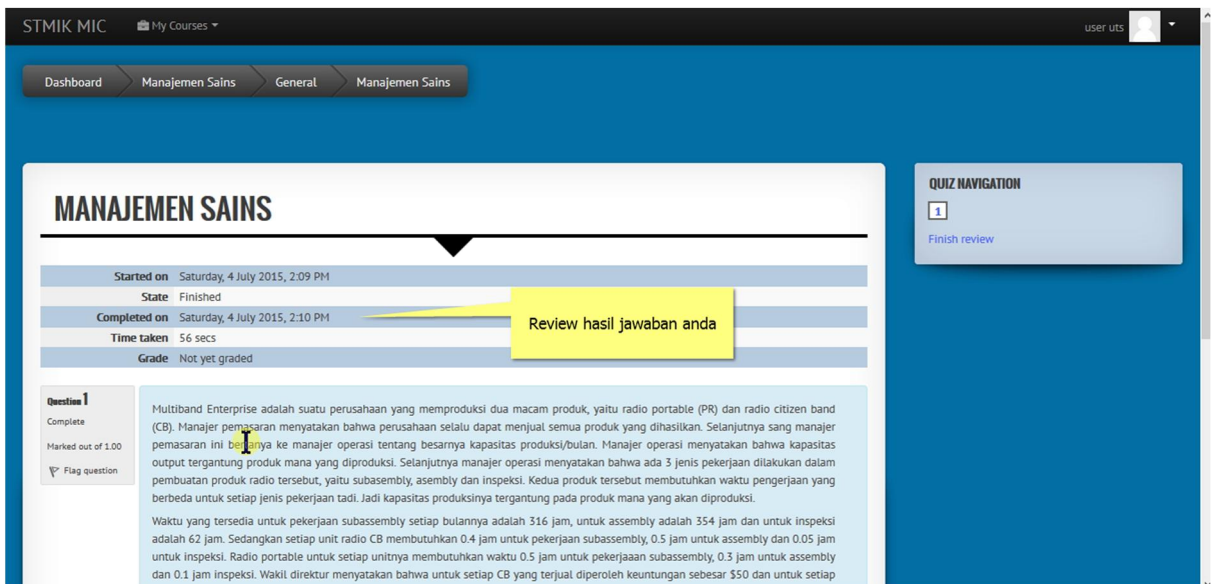 STMIK MIC My Courses user uts
Dashboard Manajemen Sains General Manajemen Sains
QUIZ NAVIGATION
1
Finish review
MANAJEMEN SAINS
Started on Saturday, 4 July 2015, 2:09 PM
State Finished
Completed on Saturday, 4 July 2015, 2:10 PM
Time taken 56 secs
Grade Not yet graded
Review hasil jawaban anda
Question 1
Complete
Marked out of 1.00
Flag question
Multiband Enterprise adalah suatu perusahaan yang memproduksi dua macam produk, yaitu radio portable (PR) dan radio citizen band
(CB). Manajer pemasaran menyatakan bahwa perusahaan selalu dapat menjual semua produk yang dihasilkan. Selanjutnya sang manajer
pemasaran ini ke manajer operasi tentang besarnya kapasitas produksi/bulan. Manajer operasi menyatakan bahwa kapasitas
output tergantung produk mana yang diproduksi. Selanjutnya manajer operasi menyatakan bahwa ada 3 jenis pekerjaan dilakukan dalam
pembuatan produk radio tersebut, yaitu subasembly, asembly dan inspeksi. Kedua produk tersebut membutuhkan waktu pengerjaan yang
berbeda untuk setiap jenis pekerjaan tadi. Jadi kapasitas produksinya tergantung pada produk mana yang akan diproduksi.
Waktu yang tersedia untuk pekerjaan subassembly setiap bulannya adalah 316 jam, untuk assembly adalah 354 jam dan untuk inspeksi
adalah 62 jam. Sedangkan setiap unit radio CB membutuhkan 0.4 jam untuk pekerjaan subassembly, 0.5 jam untuk assembly dan 0.05 jam
untuk inspeksi. Radio portable untuk setiap unitnya membutuhkan waktu 0.5 jam untuk pekerjaaan subassembly, 0.3 jam untuk assembly
dan 0.1 jam inspeksi. Wakil direktur menyatakan bahwa untuk setiap CB yang terjual diperoleh keuntungan sebesar $50 dan untuk setiap